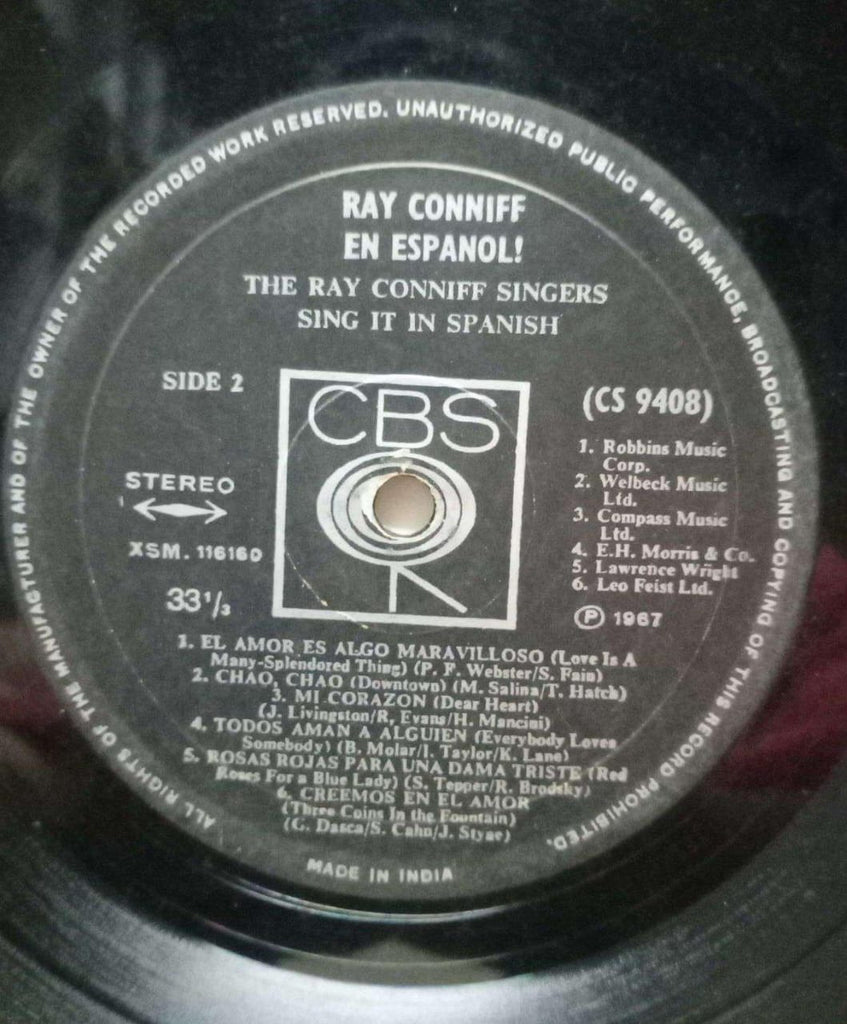 ALL RIGHTS OF THE MANUFACTURER AND OF THE OWNER OF THE RECORDED WORK RESERVED. UNAUTHORIZED PUBLIC PERFORMANCE, BROADCASTING AND COPYING OF THIS RECORD PROHIBITED.
RAY CONNIFF
EN ESPANOL!
THE RAY CONNIFF SINGERS
SING IT IN SPANISH
SIDE 2
CBS
(CS 9408)
STEREO
XSM. 116160
33 1/3
1. Robbins Music
Corp.
2. Welbeck Music
Ltd.
3. Compass Music
Ltd.
4. E.H. Morris & Co.
5. Lawrence Wright
6. Leo Feist Ltd.
Ⓟ 1967
1. EL AMOR ES ALGO MARAVILLOSO (Love Is A
Many-Splendored Thing) (P. F. Webster/S. Fain)
2. CHAO, CHAO (Downtown) (M. Salina/T. Hatch)
3. MI CORAZON (Dear Heart)
(J. Livingston/R, Evans/H. Mancini)
4. TODOS AMAN A ALGUIEN (Everybody Loves
Somebody) (B. Molar/I. Taylor/K. Lane)
5. ROSAS ROJAS PARA UNA DAMA TRISTE (Red
Roses For a Blue Lady) (S. Tepper/R. Brodsky)
6. CREEMOS EN EL AMOR
(Three Coins In the Fountain)
(G. Dasca/S. Cahn/J. Styne)
MADE IN INDIA